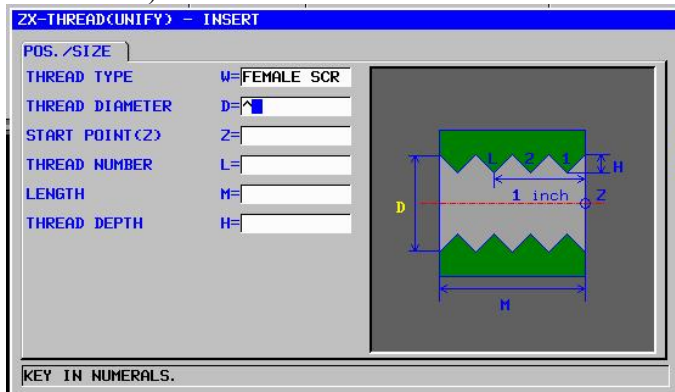 ZX-THREAD(UNIFY) - INSERT
POS./SIZE
THREAD TYPE W=FEMALE SCR
THREAD DIAMETER D=^
START POINT(Z) Z=
THREAD NUMBER L=
LENGTH M=
THREAD DEPTH H=
L 2 1 H
1 inch Z
D
M
KEY IN NUMERALS.